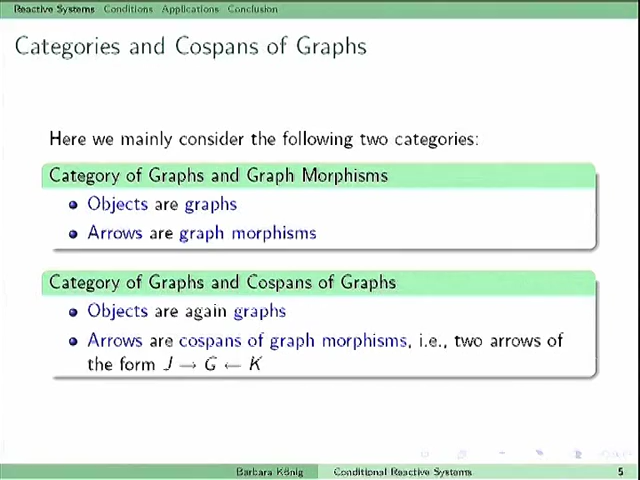 Reactive Systems Conditions Applications Conclusion
Categories and Cospans of Graphs
Here we mainly consider the following two categories:
Category of Graphs and Graph Morphisms
Objects are graphs
Arrows are graph morphisms
Category of Graphs and Cospans of Graphs
Objects are again graphs
Arrows are cospans of graph morphisms, i.e., two arrows of
the form J → G ← K
Barbara König Conditional Reactive Systems 5